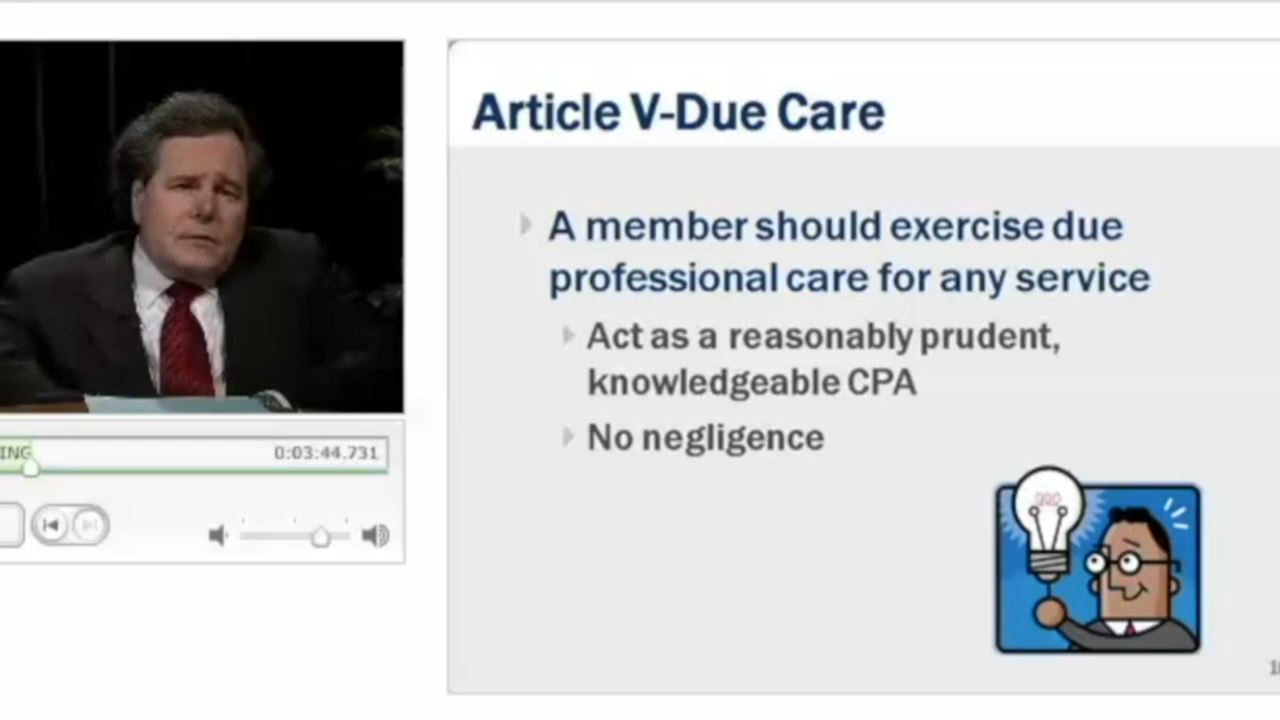 Article V-Due Care
A member should exercise due
professional care for any service
Act as a reasonably prudent,
knowledgeable CPA
No negligence
ING
0:03:44.731